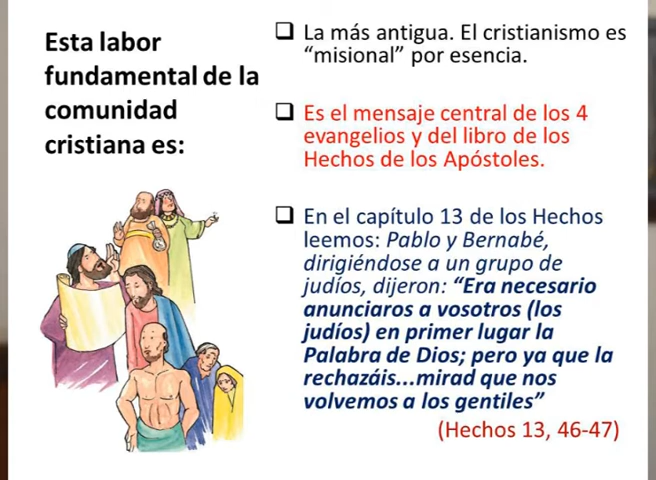 Esta labor
fundamental de la
comunidad
cristiana es:
La más antigua. El cristianismo es
“misional” por esencia.
Es el mensaje central de los 4
evangelios y del libro de los
Hechos de los Apóstoles.
En el capítulo 13 de los Hechos
leemos: Pablo y Bernabé,
dirigiéndose a un grupo de
judíos, dijeron: “Era necesario
anunciaros a vosotros (los
judíos) en primer lugar la
Palabra de Dios; pero ya que la
rechazáis...mirad que nos
volvemos a los gentiles”
(Hechos 13, 46-47)